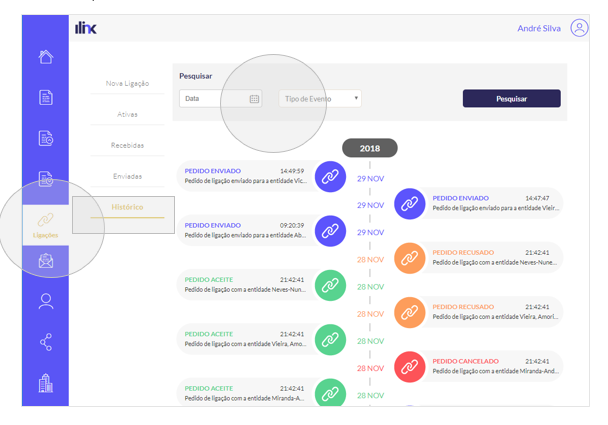 ilink
André Silva
Nova Ligação
Ativas
Recebidas
Enviadas
Histórico
Ligações
Pesquisar
Data
Tipo de Evento
Pesquisar
2018
PEDIDO ENVIADO 14:49:59
Pedido de ligação enviado para a entidade Vic...
29 NOV
29 NOV
PEDIDO ENVIADO 14:47:47
Pedido de ligação enviado para a entidade Vieir...
PEDIDO ENVIADO 09:20:39
Pedido de ligação enviado para a entidade Ab...
29 NOV
28 NOV
PEDIDO RECUSADO 21:42:41
Pedido de ligação com a entidade Neves-Nune...
PEDIDO ACEITE 21:42:41
Pedido de ligação com a entidade Neves-Nun...
28 NOV
28 NOV
PEDIDO RECUSADO 21:42:41
Pedido de ligação com a entidade Vieira, Amori...
PEDIDO ACEITE 21:42:41
Pedido de ligação com a entidade Vieira, Amo...
28 NOV
28 NOV
PEDIDO CANCELADO 21:42:41
Pedido de ligação com a entidade Miranda-And...
PEDIDO ACEITE 21:42:41
Pedido de ligação com a entidade Miranda-A...
28 NOV